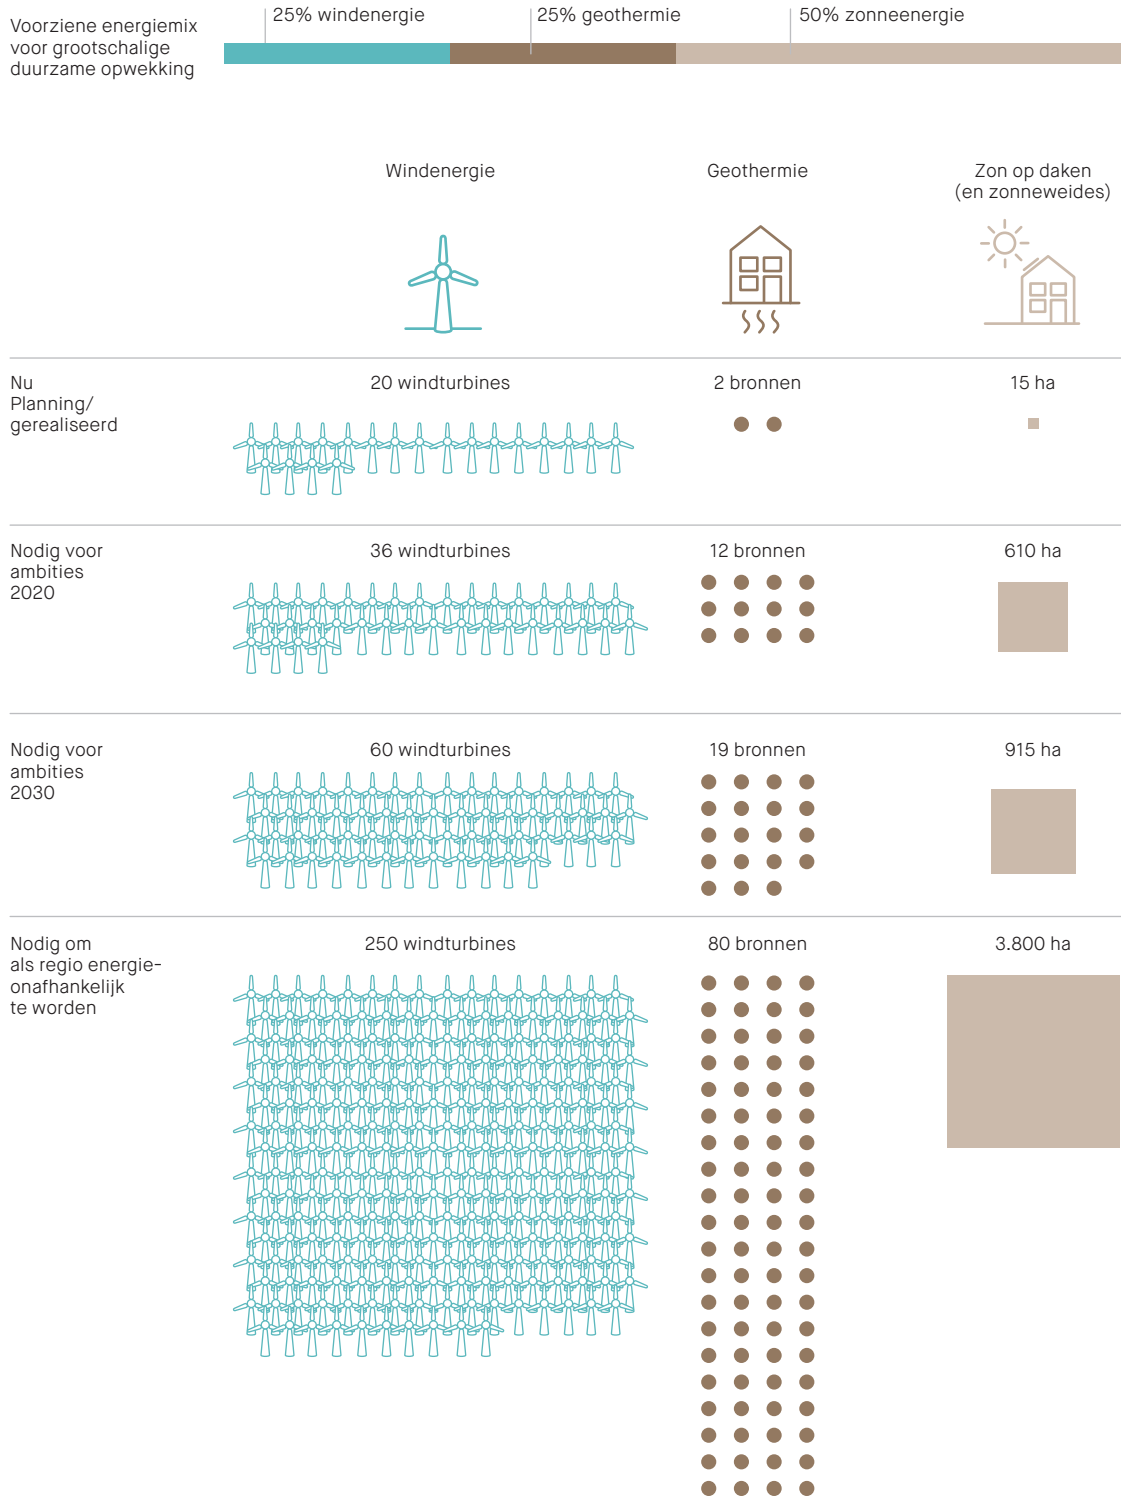 Voorziene energiemix
voor grootschalige
duurzame opwekking
25% windenergie
25% geothermie
50% zonneenergie
Windenergie
Geothermie
Zon op daken
(en zonneweides)
Nu
Planning/
gerealiseerd
20 windturbines
2 bronnen
15 ha
Nodig voor
ambities
2020
36 windturbines
12 bronnen
610 ha
Nodig voor
ambities
2030
60 windturbines
19 bronnen
915 ha
Nodig om
als regio energie-
onafhankelijk
te worden
250 windturbines
80 bronnen
3.800 ha